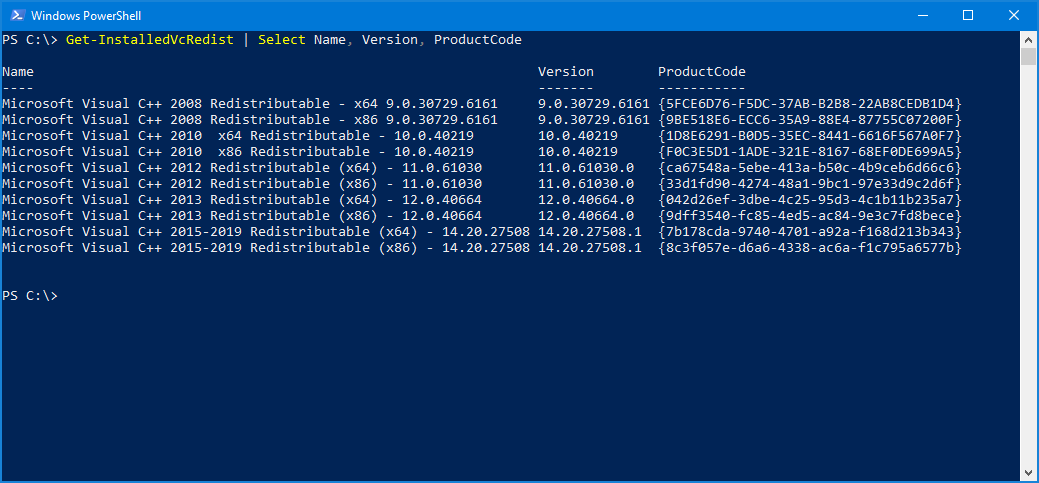 Windows PowerShell
PS C:\> Get-InstalledVcRedist | Select Name, Version, ProductCode
Name Version ProductCode
---- ------- -----------
Microsoft Visual C++ 2008 Redistributable - x64 9.0.30729.6161 9.0.30729.6161 {5FCE6D76-F5DC-37AB-B2B8-22AB8CEDB1D4}
Microsoft Visual C++ 2008 Redistributable - x86 9.0.30729.6161 9.0.30729.6161 {9BE518E6-ECC6-35A9-88E4-87755C07200F}
Microsoft Visual C++ 2010  x64 Redistributable - 10.0.40219 10.0.40219 {1D8E6291-B0D5-35EC-8441-6616F567A0F7}
Microsoft Visual C++ 2010  x86 Redistributable - 10.0.40219 10.0.40219 {F0C3E5D1-1ADE-321E-8167-68EF0DE699A5}
Microsoft Visual C++ 2012 Redistributable (x64) - 11.0.61030 11.0.61030.0 {ca67548a-5ebe-413a-b50c-4b9ceb6d66c6}
Microsoft Visual C++ 2012 Redistributable (x86) - 11.0.61030 11.0.61030.0 {33d1fd90-4274-48a1-9bc1-97e33d9c2d6f}
Microsoft Visual C++ 2013 Redistributable (x64) - 12.0.40664 12.0.40664.0 {042d26ef-3dbe-4c25-95d3-4c1b11b235a7}
Microsoft Visual C++ 2013 Redistributable (x86) - 12.0.40664 12.0.40664.0 {9dff3540-fc85-4ed5-ac84-9e3c7fd8bece}
Microsoft Visual C++ 2015-2019 Redistributable (x64) - 14.20.27508 14.20.27508.1 {7b178cda-9740-4701-a92a-f168d213b343}
Microsoft Visual C++ 2015-2019 Redistributable (x86) - 14.20.27508 14.20.27508.1 {8c3f057e-d6a6-4338-ac6a-f1c795a6577b}
PS C:\>